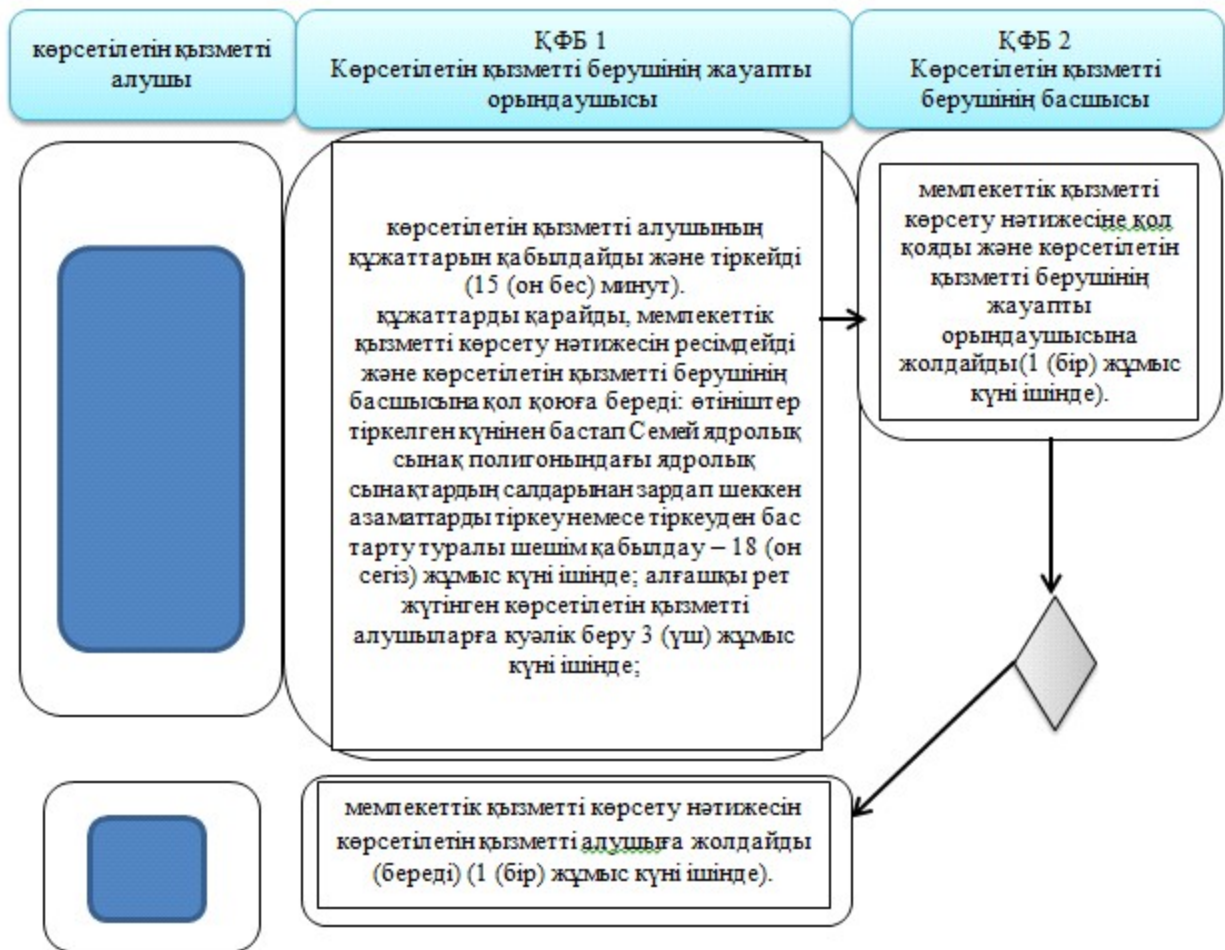 көрсетілетін қызметті
алушы
ҚФБ 1
Көрсетілетін қызметті берушінің жауапты
орындаушысы
ҚФБ 2
Көрсетілетін қызметті
берушінің басшысы
көрсетілетін қызметті алушының
құжаттарын қабылдайды және тіркейді
(15 (он бес) минут).
құжаттарды қарайды, мемлекеттік
қызметті көрсету нәтижесін ресімдейді
және көрсетілетін қызметті берушінің
басшысына қол қоюға береді: өтініштер
тіркелген күнінен бастап Семей ядролық
сынақ полигонындағы ядролық
сынақтардың салдарынан зардап шеккен
азаматтарды тіркеу немесе тіркеуден бас
тарту туралы шешім қабылдау – 18 (он
сегіз) жұмыс күні ішінде; алғашқы рет
жүгінген көрсетілетін қызметті
алушыларға куәлік беру 3 (үш) жұмыс
күні ішінде;
мемлекеттік қызметті
көрсету нәтижесіне қол
қояды және көрсетілетін
қызметті берушінің
жауапты
орындаушысына
жолдайды(1 (бір) жұмыс
күні ішінде).
мемлекеттік қызметті көрсету нәтижесін
көрсетілетін қызметті алушыға жолдайды
(береді) (1 (бір) жұмыс күні ішінде).